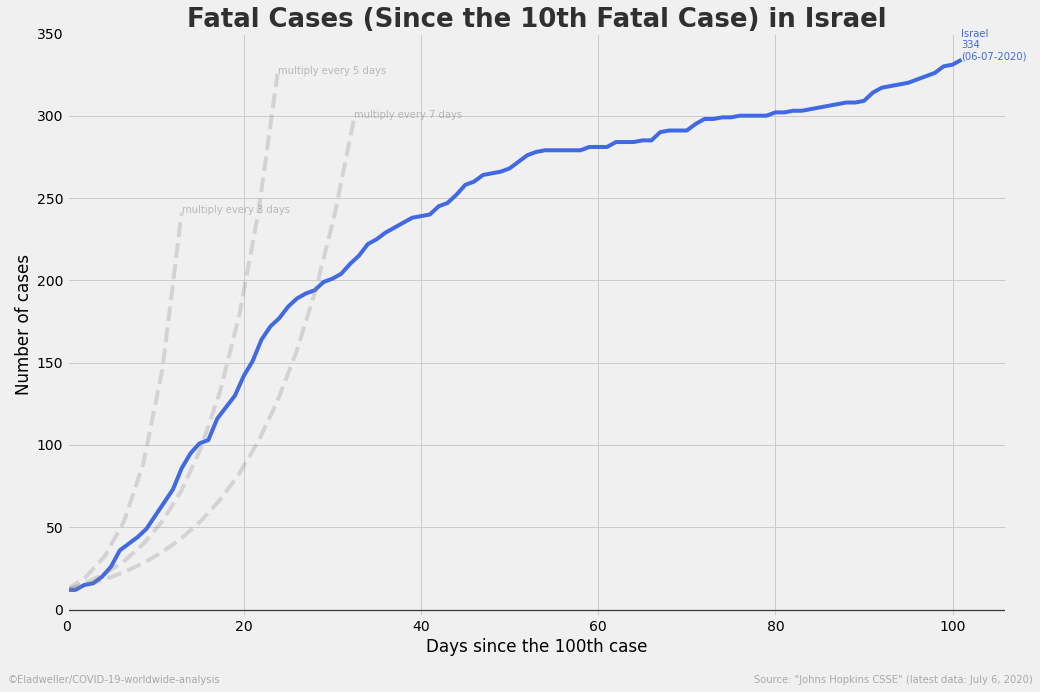 Fatal Cases (Since the 10th Fatal Case) in Israel
Israel
334
(06-07-2020)
multiply every 5 days
multiply every 7 days
multiply every 3 days
Number of cases
350
300
250
200
150
100
50
0
0 20 40 60 80 100
Days since the 100th case
©Eladweller/COVID-19-worldwide-analysis
Source: "Johns Hopkins CSSE" (latest data: July 6, 2020)